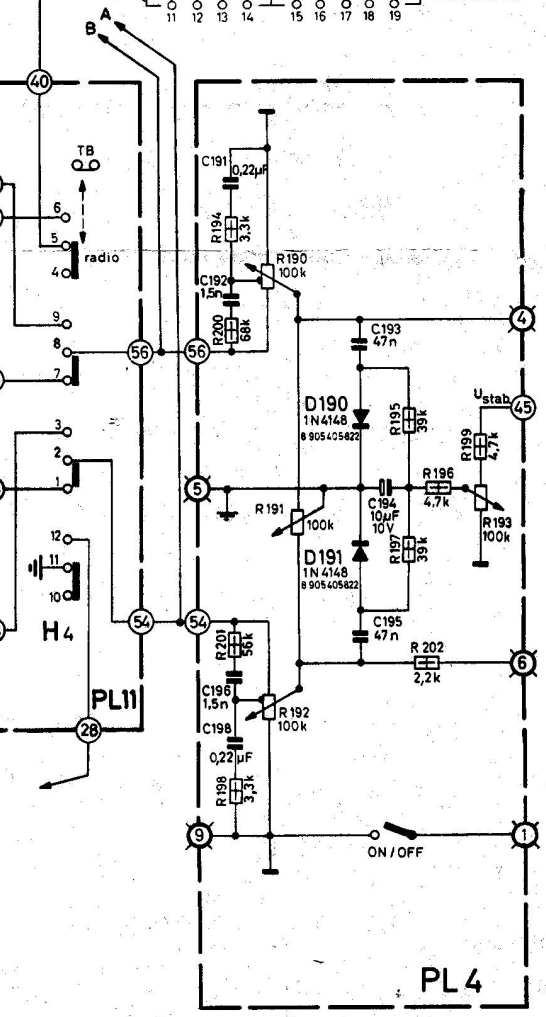 11 12 13 14 15 16 17 18 19
A
B
40
TB
6
5
4
radio
9
8
7
56
56
3
2
1
12
11
10
H4
54
54
PL11
28
C191
0,22µF
R194
3,3k
R190
100k
C192
1,5n
R200
68k
C193
47n
4
D190
1N4148
8 905 405 822
R195
39k
Ustab
45
R199
4,7k
5
R191
100k
C194
10µF
10V
R196
4,7k
R193
100k
D191
1N4148
8 905 405 822
R197
39k
C195
47n
R201
56k
C196
1,5n
R192
100k
R 202
2,2k
6
C198
0,22µF
R198
3,3k
9
ON/OFF
1
PL4